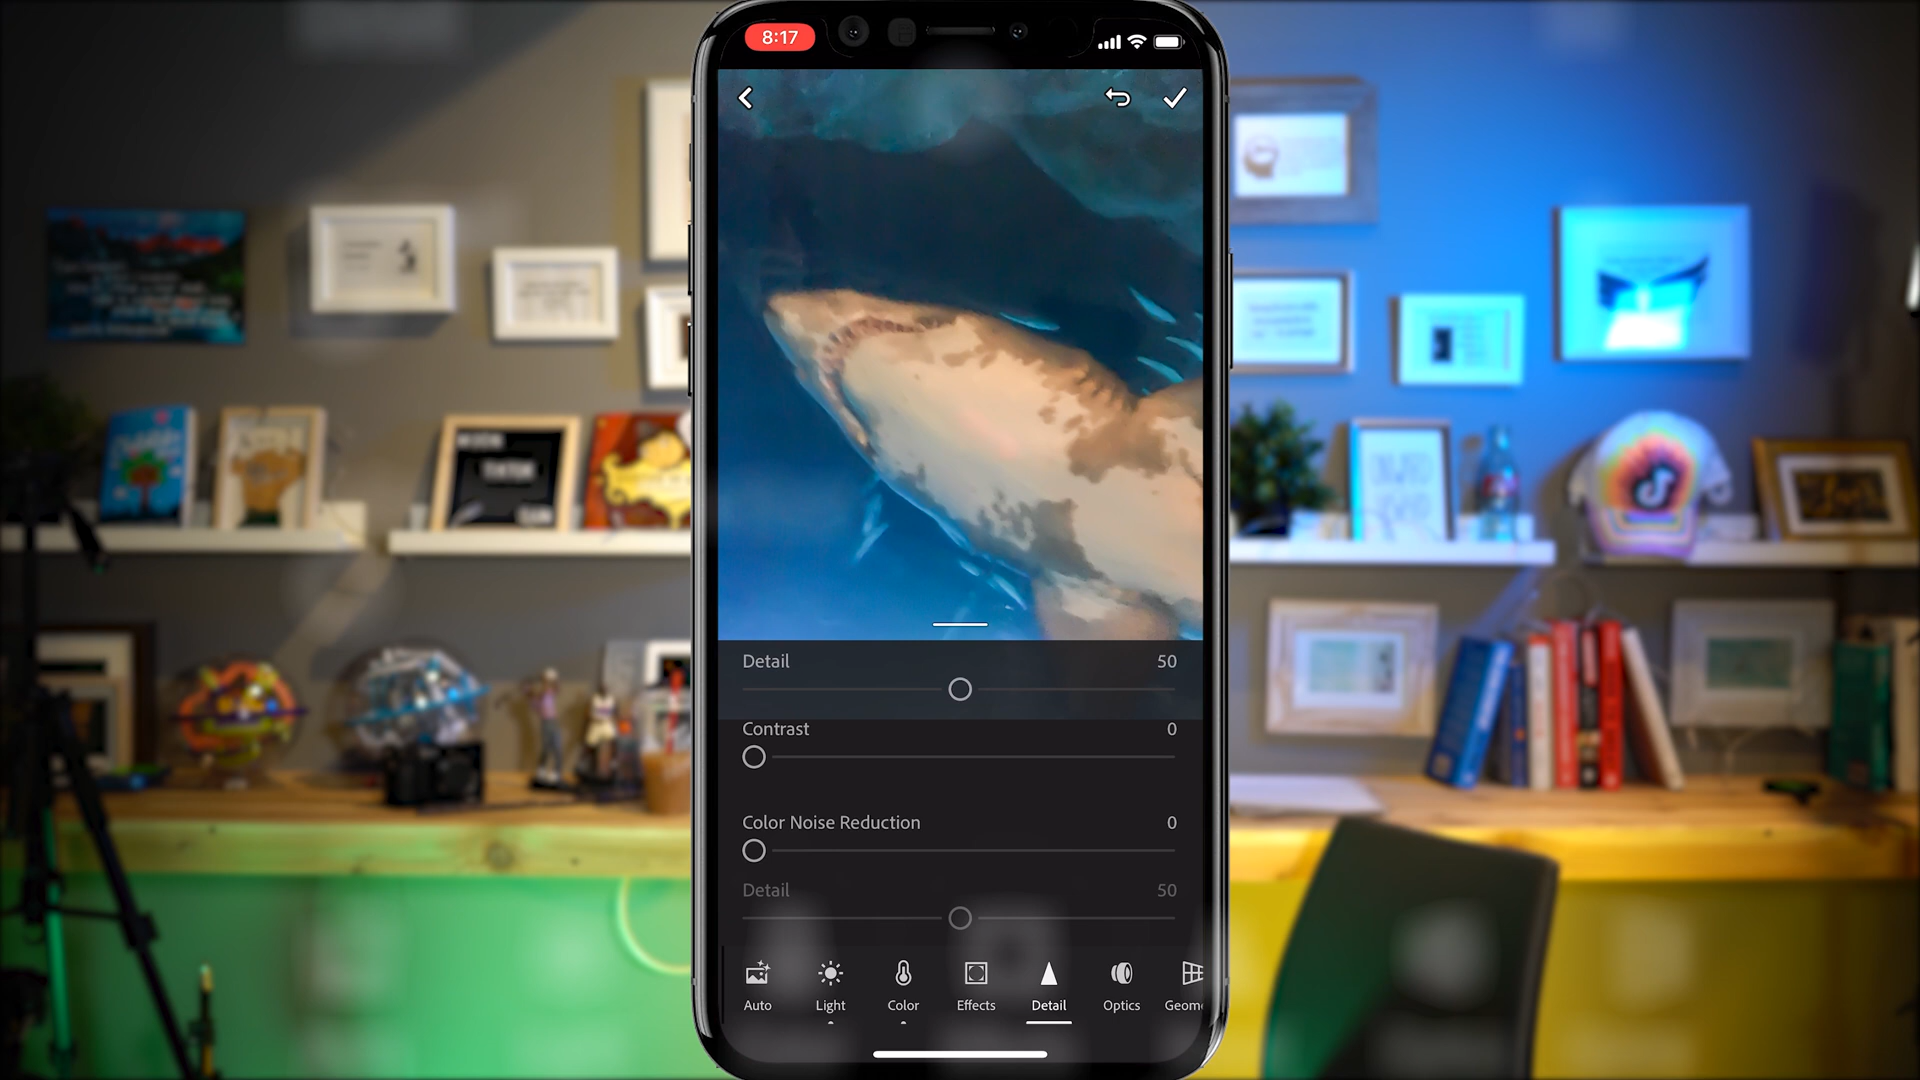 8:17
Detail 50
Contrast 0
Color Noise Reduction 0
Detail 50
Auto Light Color Effects Detail Optics Geom